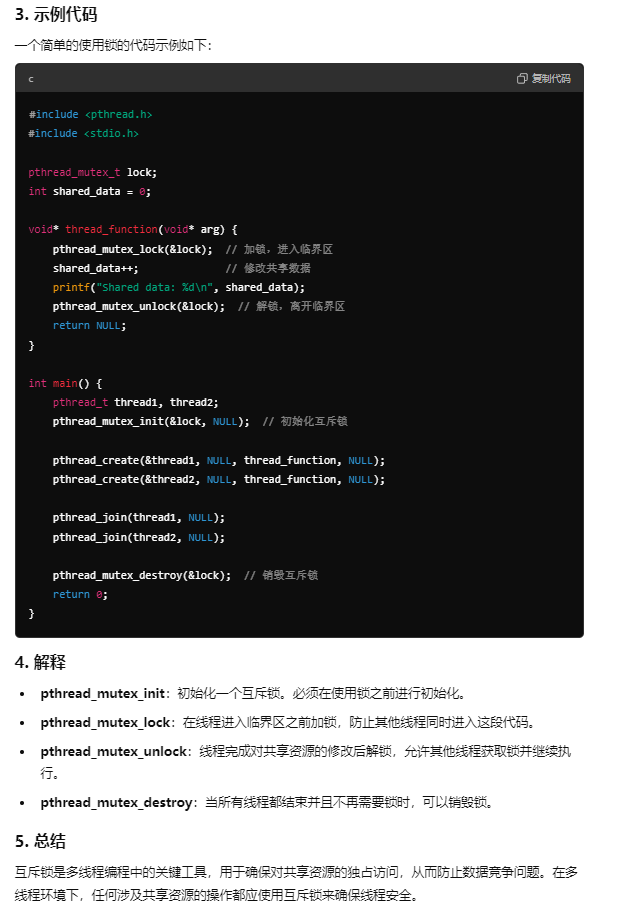 3. 示例代码
一个简单的使用锁的代码示例如下：
c
复制代码
#include <pthread.h>
#include <stdio.h>
pthread_mutex_t lock;
int shared_data = 0;
void* thread_function(void* arg) {
pthread_mutex_lock(&lock);  // 加锁，进入临界区
shared_data++;              // 修改共享数据
printf("Shared data: %d\n", shared_data);
pthread_mutex_unlock(&lock);  // 解锁，离开临界区
return NULL;
}
int main() {
pthread_t thread1, thread2;
pthread_mutex_init(&lock, NULL);  // 初始化互斥锁
pthread_create(&thread1, NULL, thread_function, NULL);
pthread_create(&thread2, NULL, thread_function, NULL);
pthread_join(thread1, NULL);
pthread_join(thread2, NULL);
pthread_mutex_destroy(&lock);  // 销毁互斥锁
return 0;
}
4. 解释
• pthread_mutex_init：初始化一个互斥锁。必须在使用锁之前进行初始化。
• pthread_mutex_lock：在线程进入临界区之前加锁，防止其他线程同时进入这段代码。
• pthread_mutex_unlock：线程完成对共享资源的修改后解锁，允许其他线程获取锁并继续执
行。
• pthread_mutex_destroy：当所有线程都结束并且不再需要锁时，可以销毁锁。
5. 总结
互斥锁是多线程编程中的关键工具，用于确保对共享资源的独占访问，从而防止数据竞争问题。在多
线程环境下，任何涉及共享资源的操作都应使用互斥锁来确保线程安全。